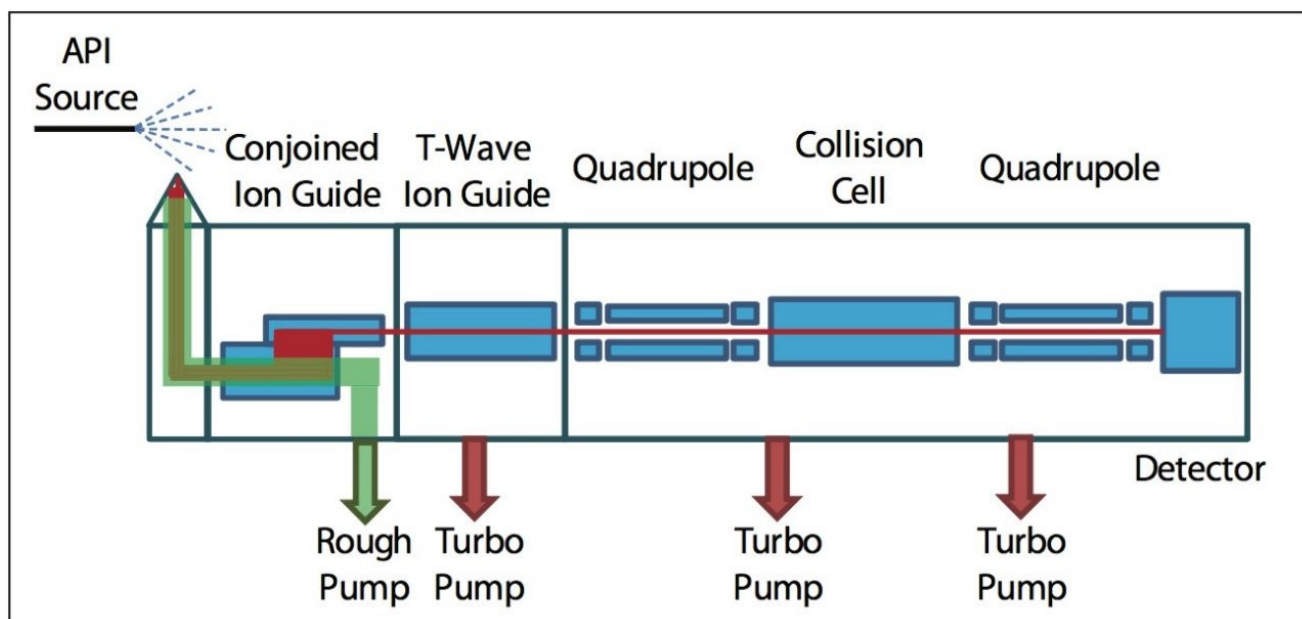 API
Source
Conjoined
Ion Guide
T-Wave
Ion Guide
Quadrupole
Collision
Cell
Quadrupole
Detector
Rough
Pump
Turbo
Pump
Turbo
Pump
Turbo
Pump